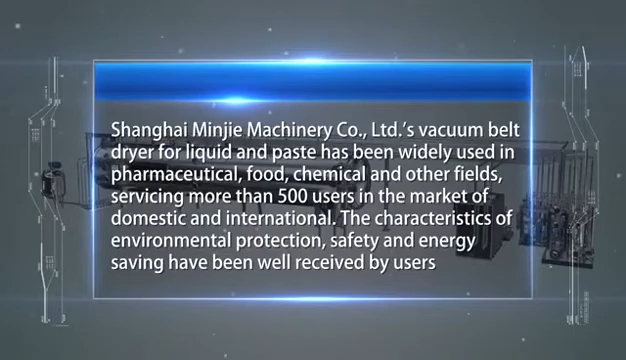 Shanghai Minjie Machinery Co., Ltd.'s vacuum belt
dryer for liquid and paste has been widely used in
pharmaceutical, food, chemical and other fields,
servicing more than 500 users in the market of
domestic and international. The characteristics of
environmental protection, safety and energy
saving have been well received by users